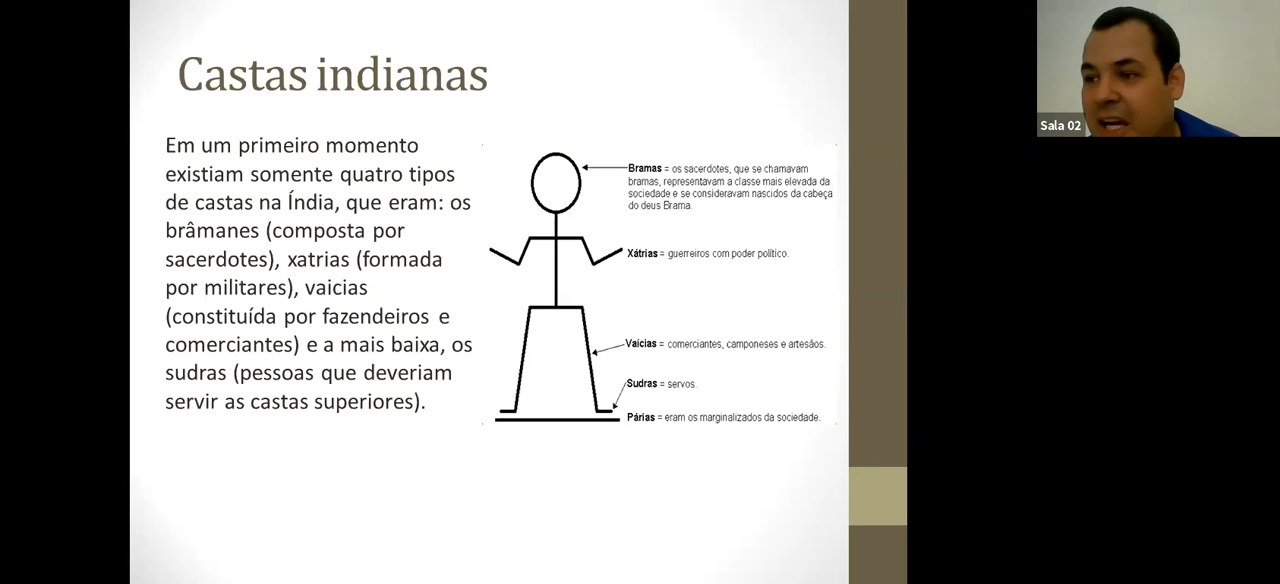 Castas indianas
Em um primeiro momento
existiam somente quatro tipos
de castas na Índia, que eram: os
brâmanes (composta por
sacerdotes), xatrias (formada
por militares), vaicias
(constituída por fazendeiros e
comerciantes) e a mais baixa, os
sudras (pessoas que deveriam
servir as castas superiores).
Bramas = os sacerdotes, que se chamavam
bramas, representavam a classe mais elevada da
sociedade e se consideravam nascidos da cabeça
do deus Brama.
Xátrias = guerreiros com poder político.
Vaícias = comerciantes, camponeses e artesãos.
Sudras = servos.
Párias = eram os marginalizados da sociedade.
Sala 02